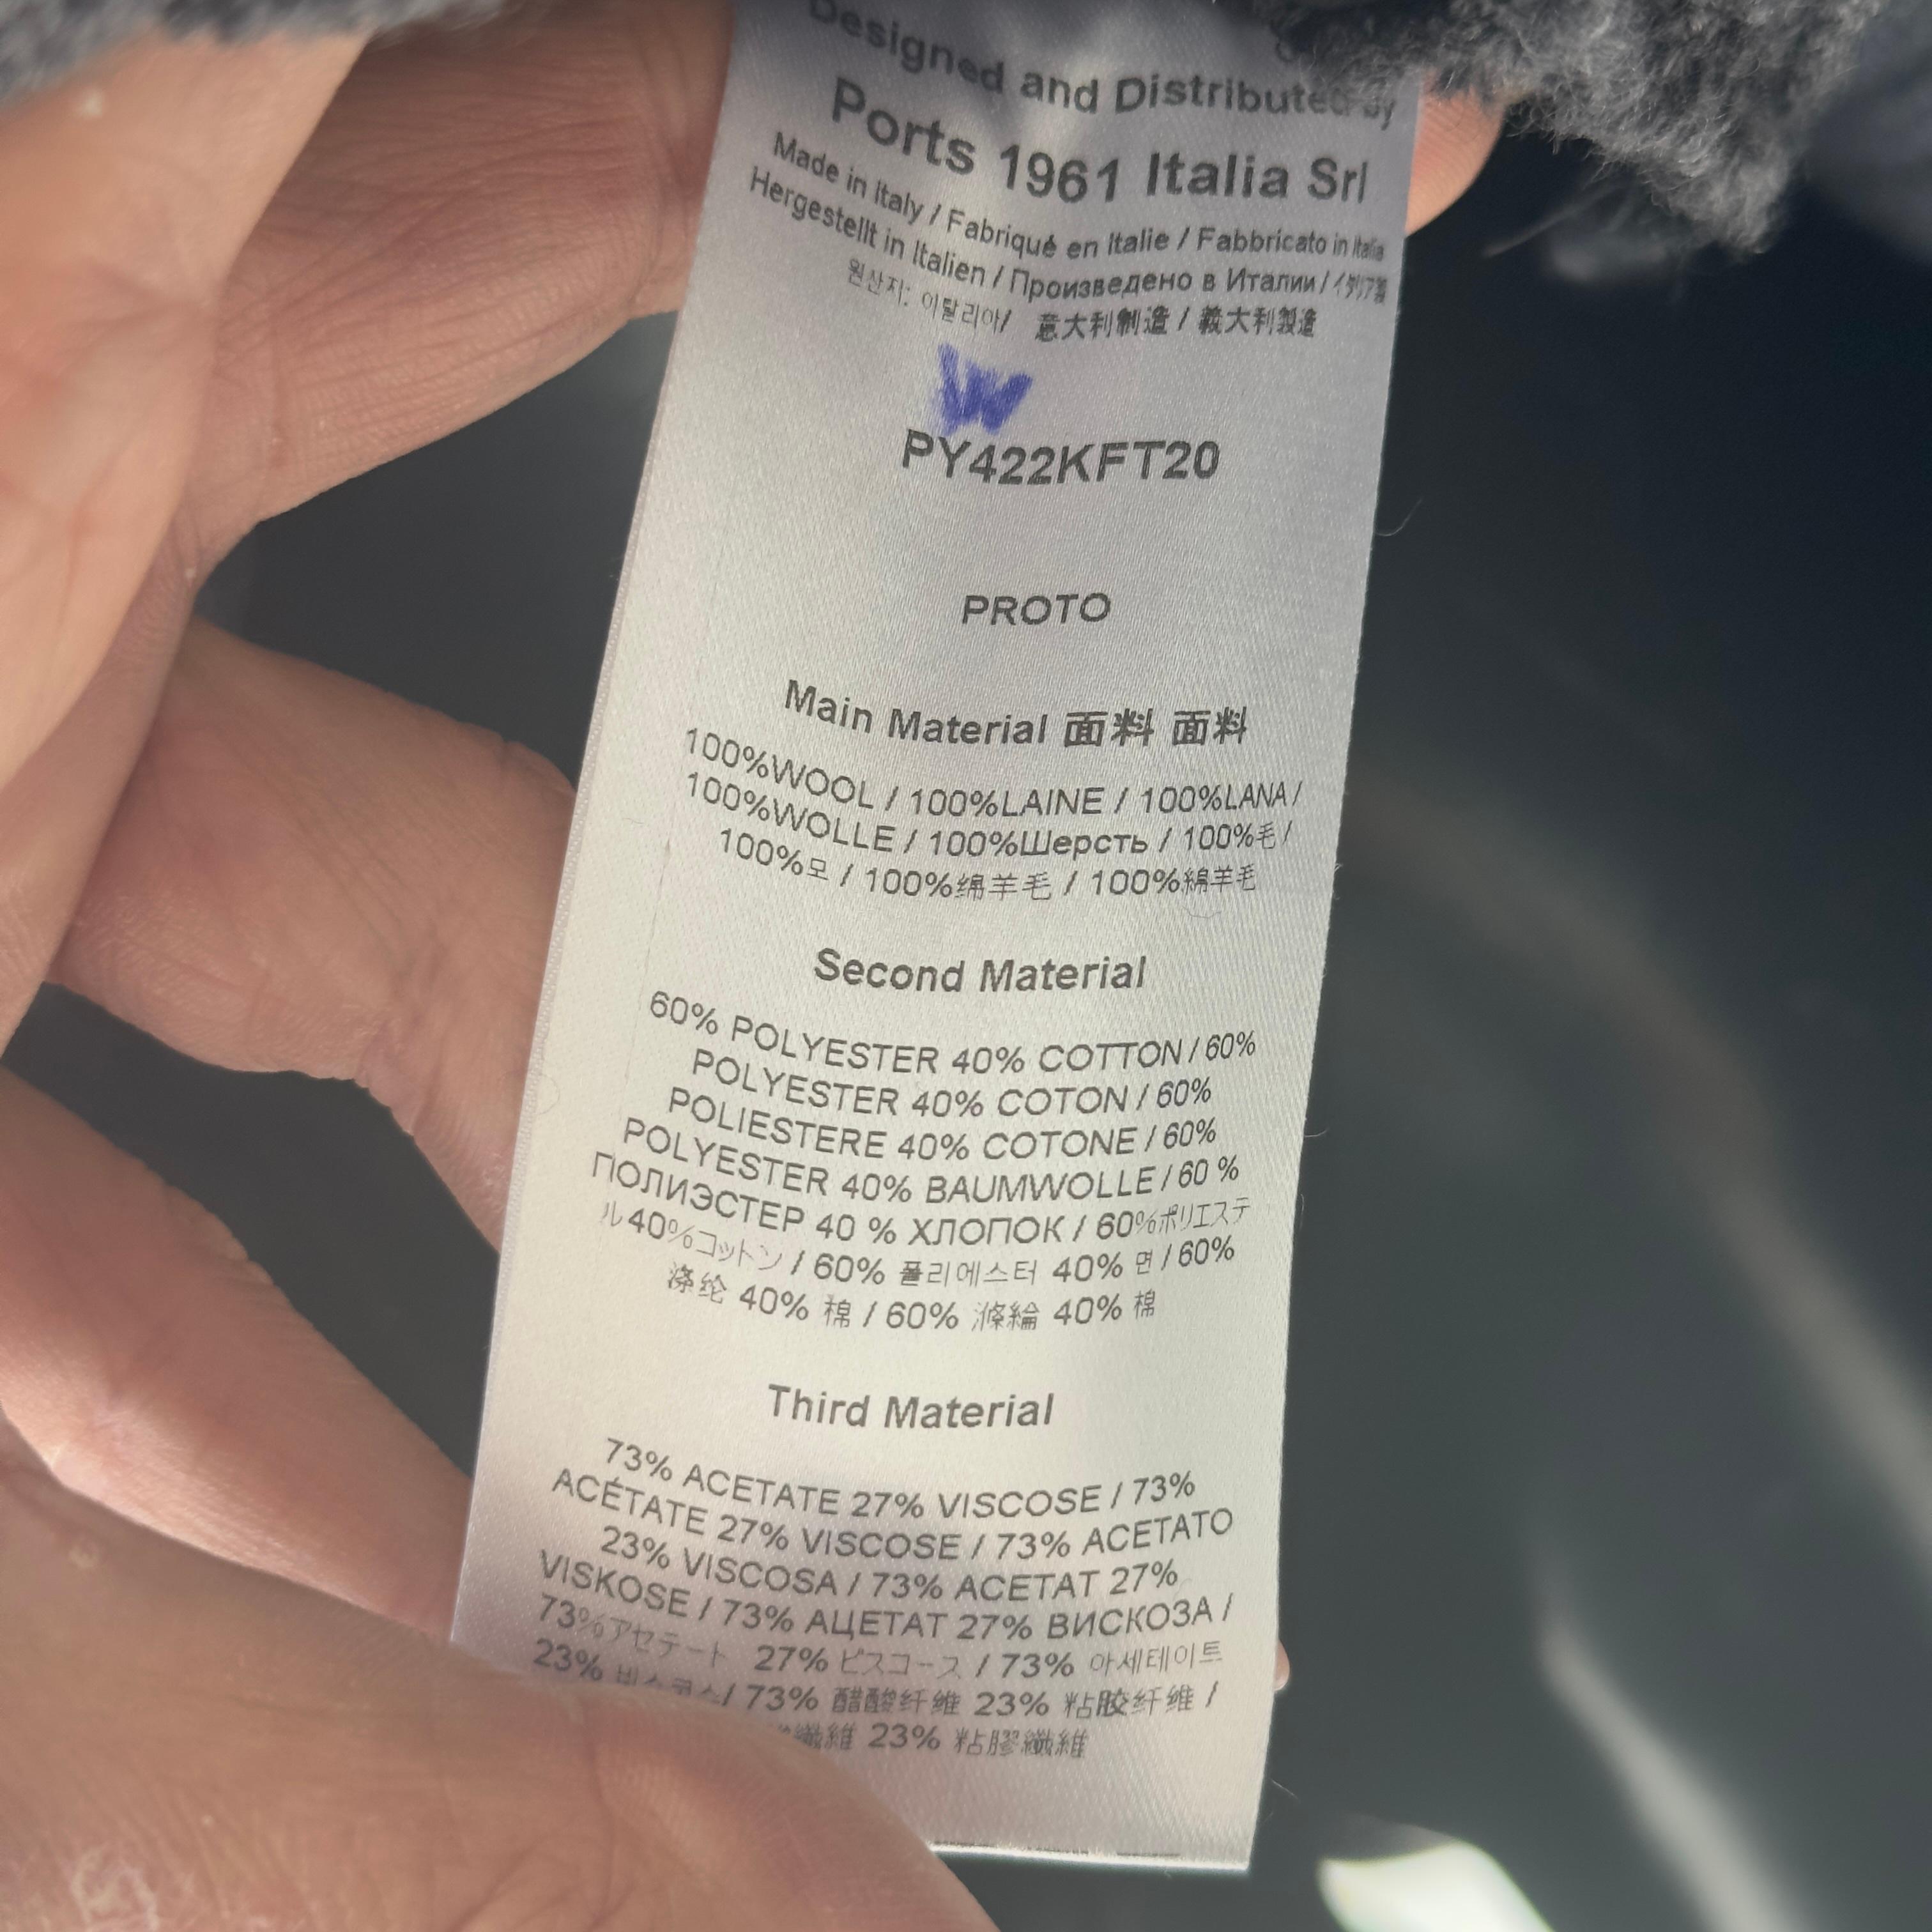 Designed and Distributed by
Ports 1961 Italia Srl
Made in Italy / Fabriqué en Italie / Fabbricato in Italia
Hergestellt in Italien / Произведено в Италии / イタリア製
원산지: 이탈리아/ 意大利制造 / 義大利製造
W
PY422KFT20
PROTO
Main Material 面料 面料
100%WOOL / 100%LAINE / 100%LANA /
100%WOLLE / 100%Шерсть / 100%毛 /
100%모 / 100%绵羊毛 / 100%綿羊毛
Second Material
60% POLYESTER 40% COTTON / 60%
POLYESTER 40% COTON / 60%
POLIESTERE 40% COTONE / 60%
POLYESTER 40% BAUMWOLLE / 60 %
ПОЛИЭСТЕР 40 % ХЛОПОК / 60%ポリエステ
ル40%コットン / 60% 폴리에스터 40% 면 / 60%
涤纶 40% 棉 / 60% 滌綸 40% 棉
Third Material
73% ACETATE 27% VISCOSE / 73%
ACÉTATE 27% VISCOSE / 73% ACETATO
23% VISCOSA / 73% ACETAT 27%
VISKOSE / 73% АЦЕТАТ 27% ВИСКОЗА /
73%アセテート 27% ビスコース / 73% 아세테이트
23% 비스코스/ 73% 醋酸纤维 23% 粘胶纤维 /
纖維 23% 粘膠纖維